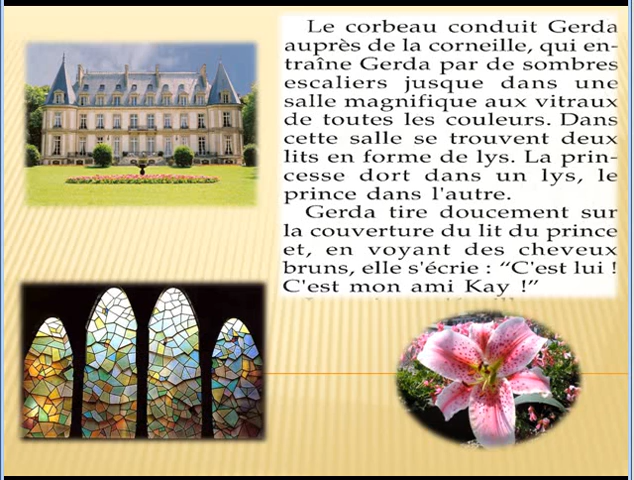 Le corbeau conduit Gerda
auprès de la corneille, qui en-
traîne Gerda par de sombres
escaliers jusque dans une
salle magnifique aux vitraux
de toutes les couleurs. Dans
cette salle se trouvent deux
lits en forme de lys. La prin-
cesse dort dans un lys, le
prince dans l'autre.
Gerda tire doucement sur
la couverture du lit du prince
et, en voyant des cheveux
bruns, elle s'écrie : “C'est lui !
C'est mon ami Kay !”